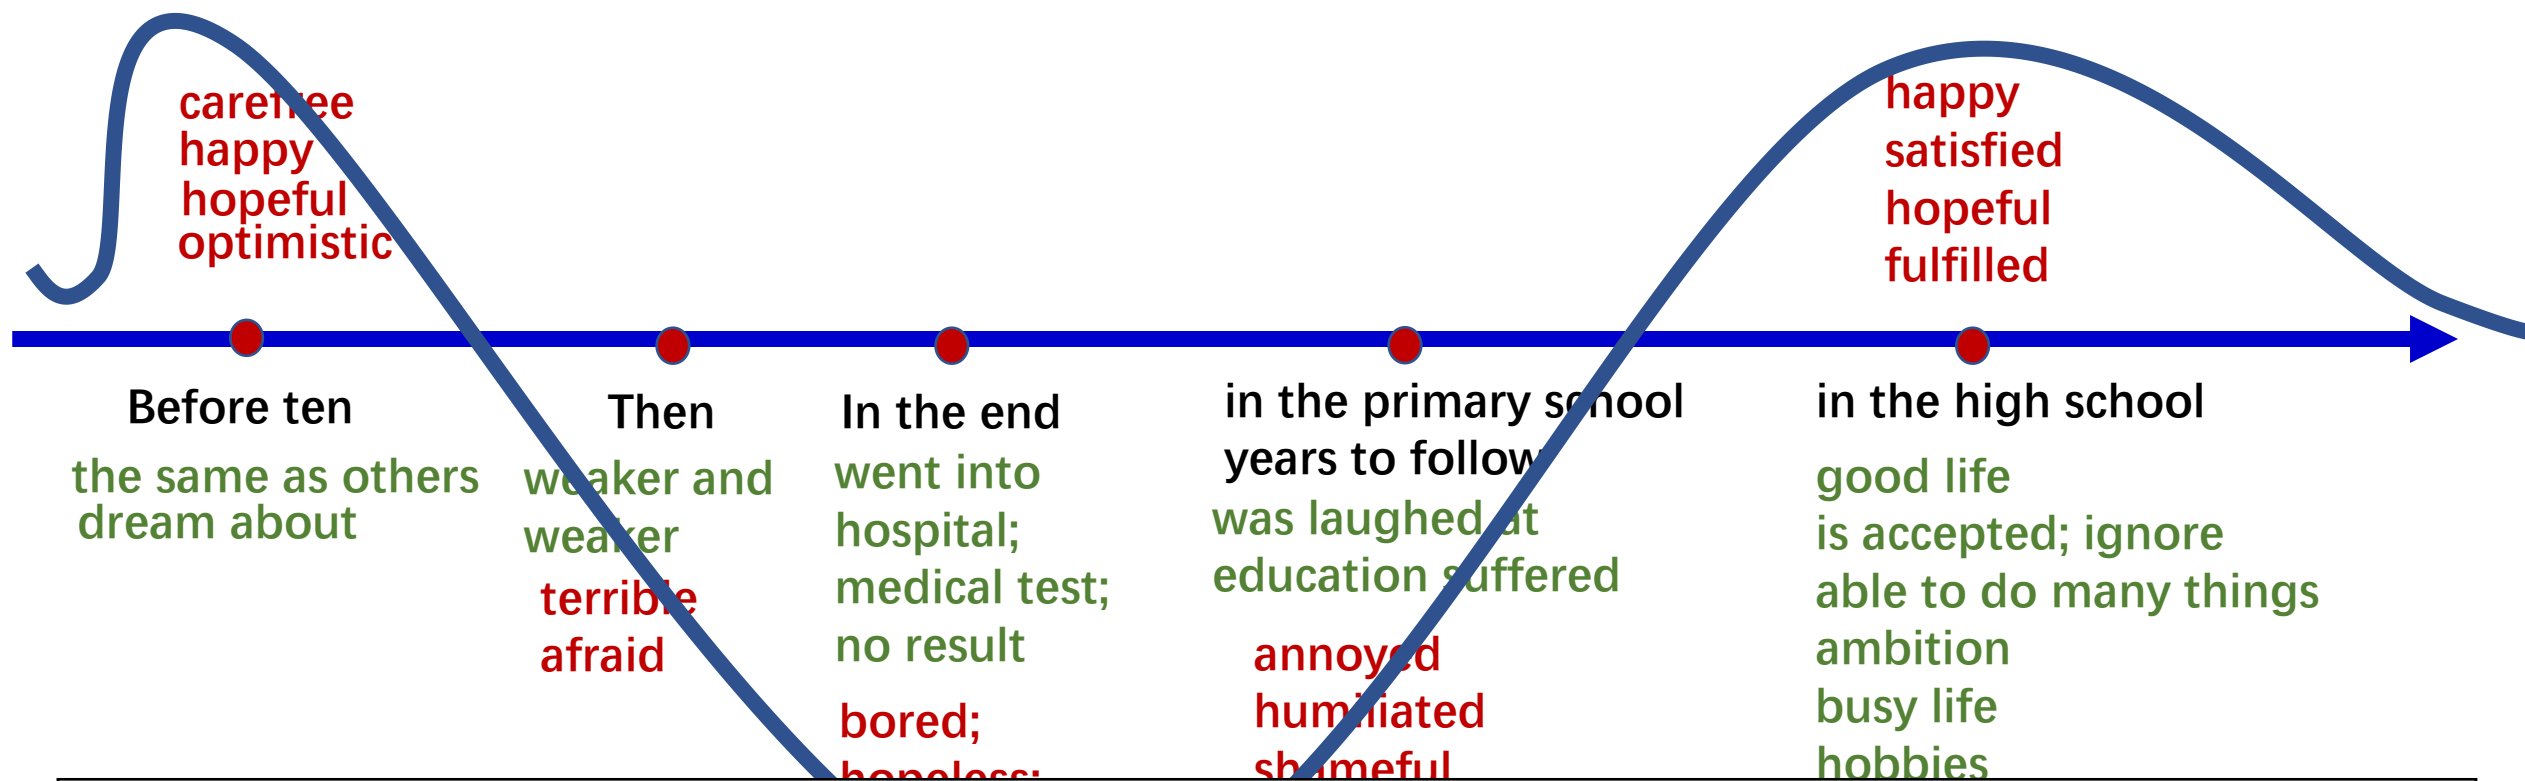 carefree
happy
hopeful
optimistic
happy
satisfied
hopeful
fulfilled
Before ten
the same as others
dream about
Then
weaker and
weaker
terrible
afraid
In the end
went into
hospital;
medical test;
no result
bored;
hopeless;
in the primary school
years to follow
was laughed at
education suffered
annoyed
humiliated
shameful
in the high school
good life
is accepted; ignore
able to do many things
ambition
busy life
hobbies